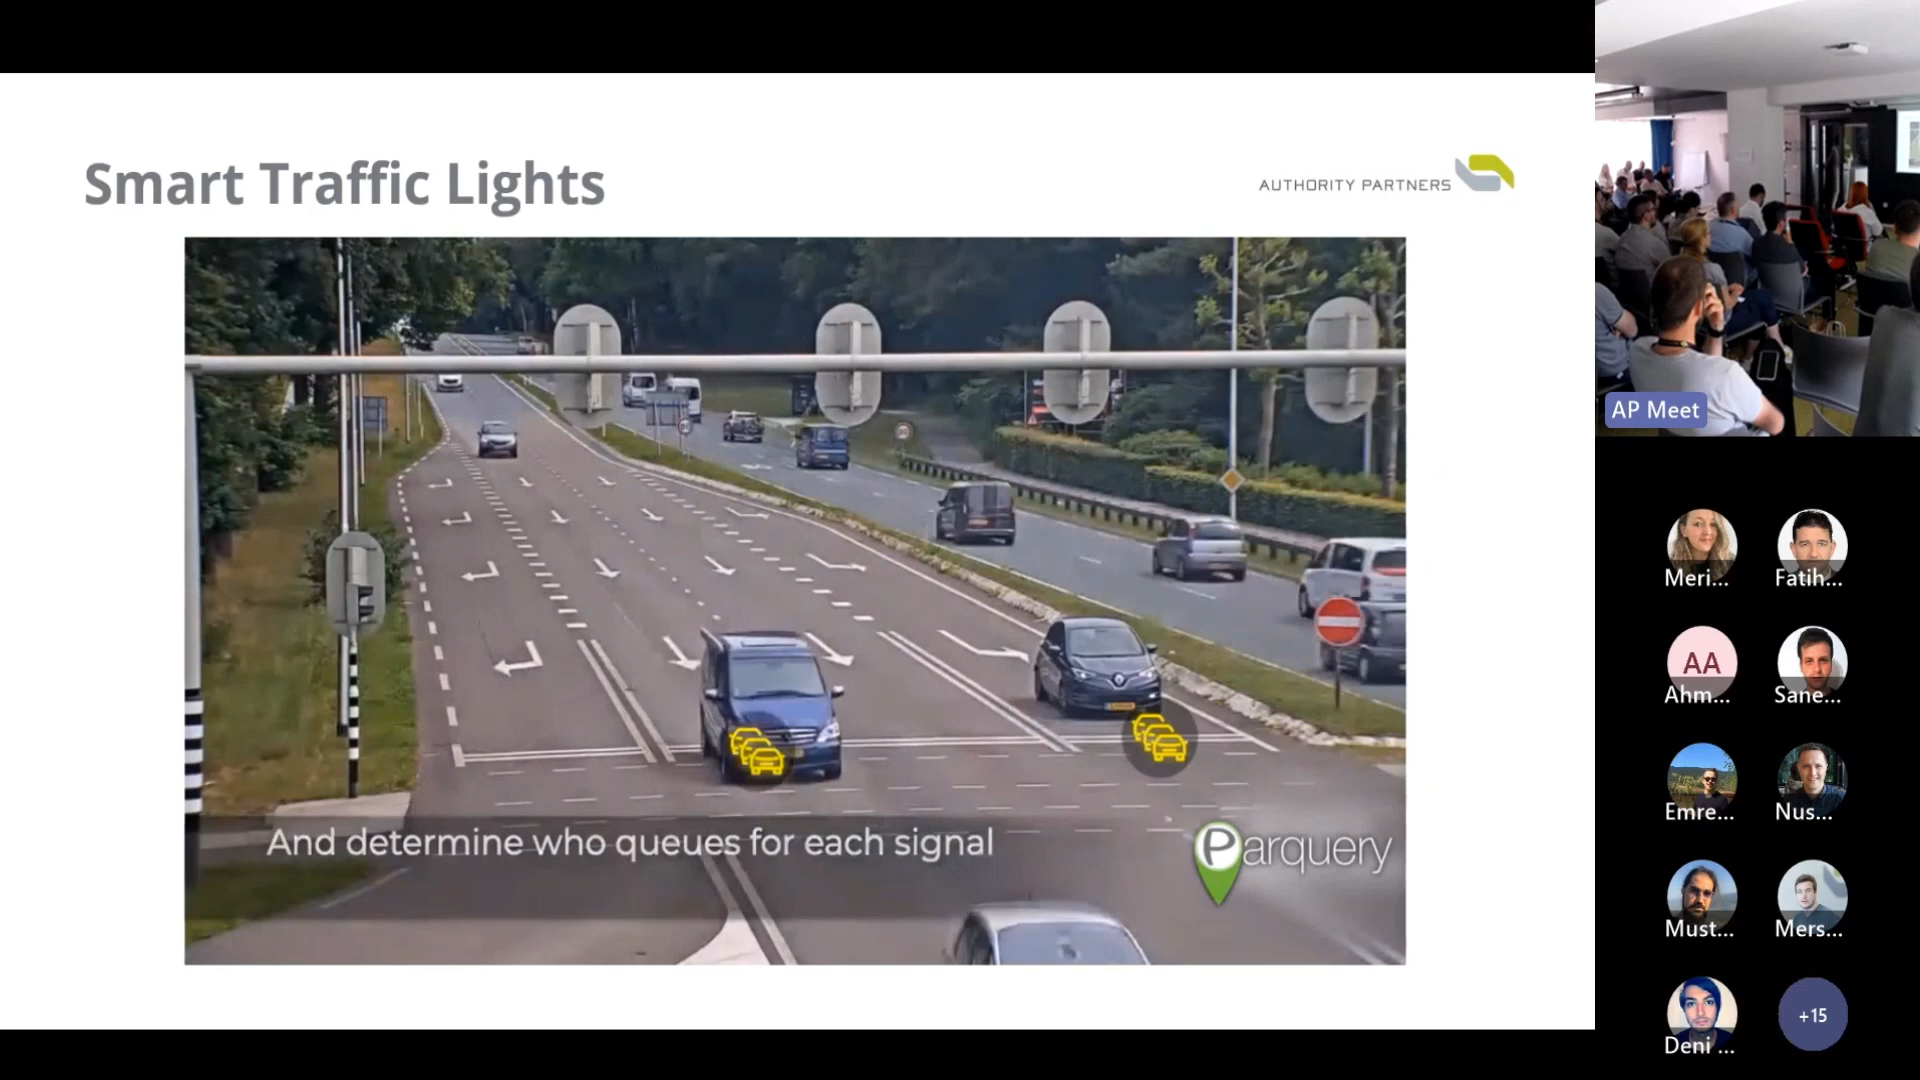 Smart Traffic Lights
AUTHORITY PARTNERS
And determine who queues for each signal
Parquery
AP Meet
Meri...
Fatih...
AA
Ahm...
Sane...
Emre...
Nus...
Must...
Mers...
Deni ...
+15